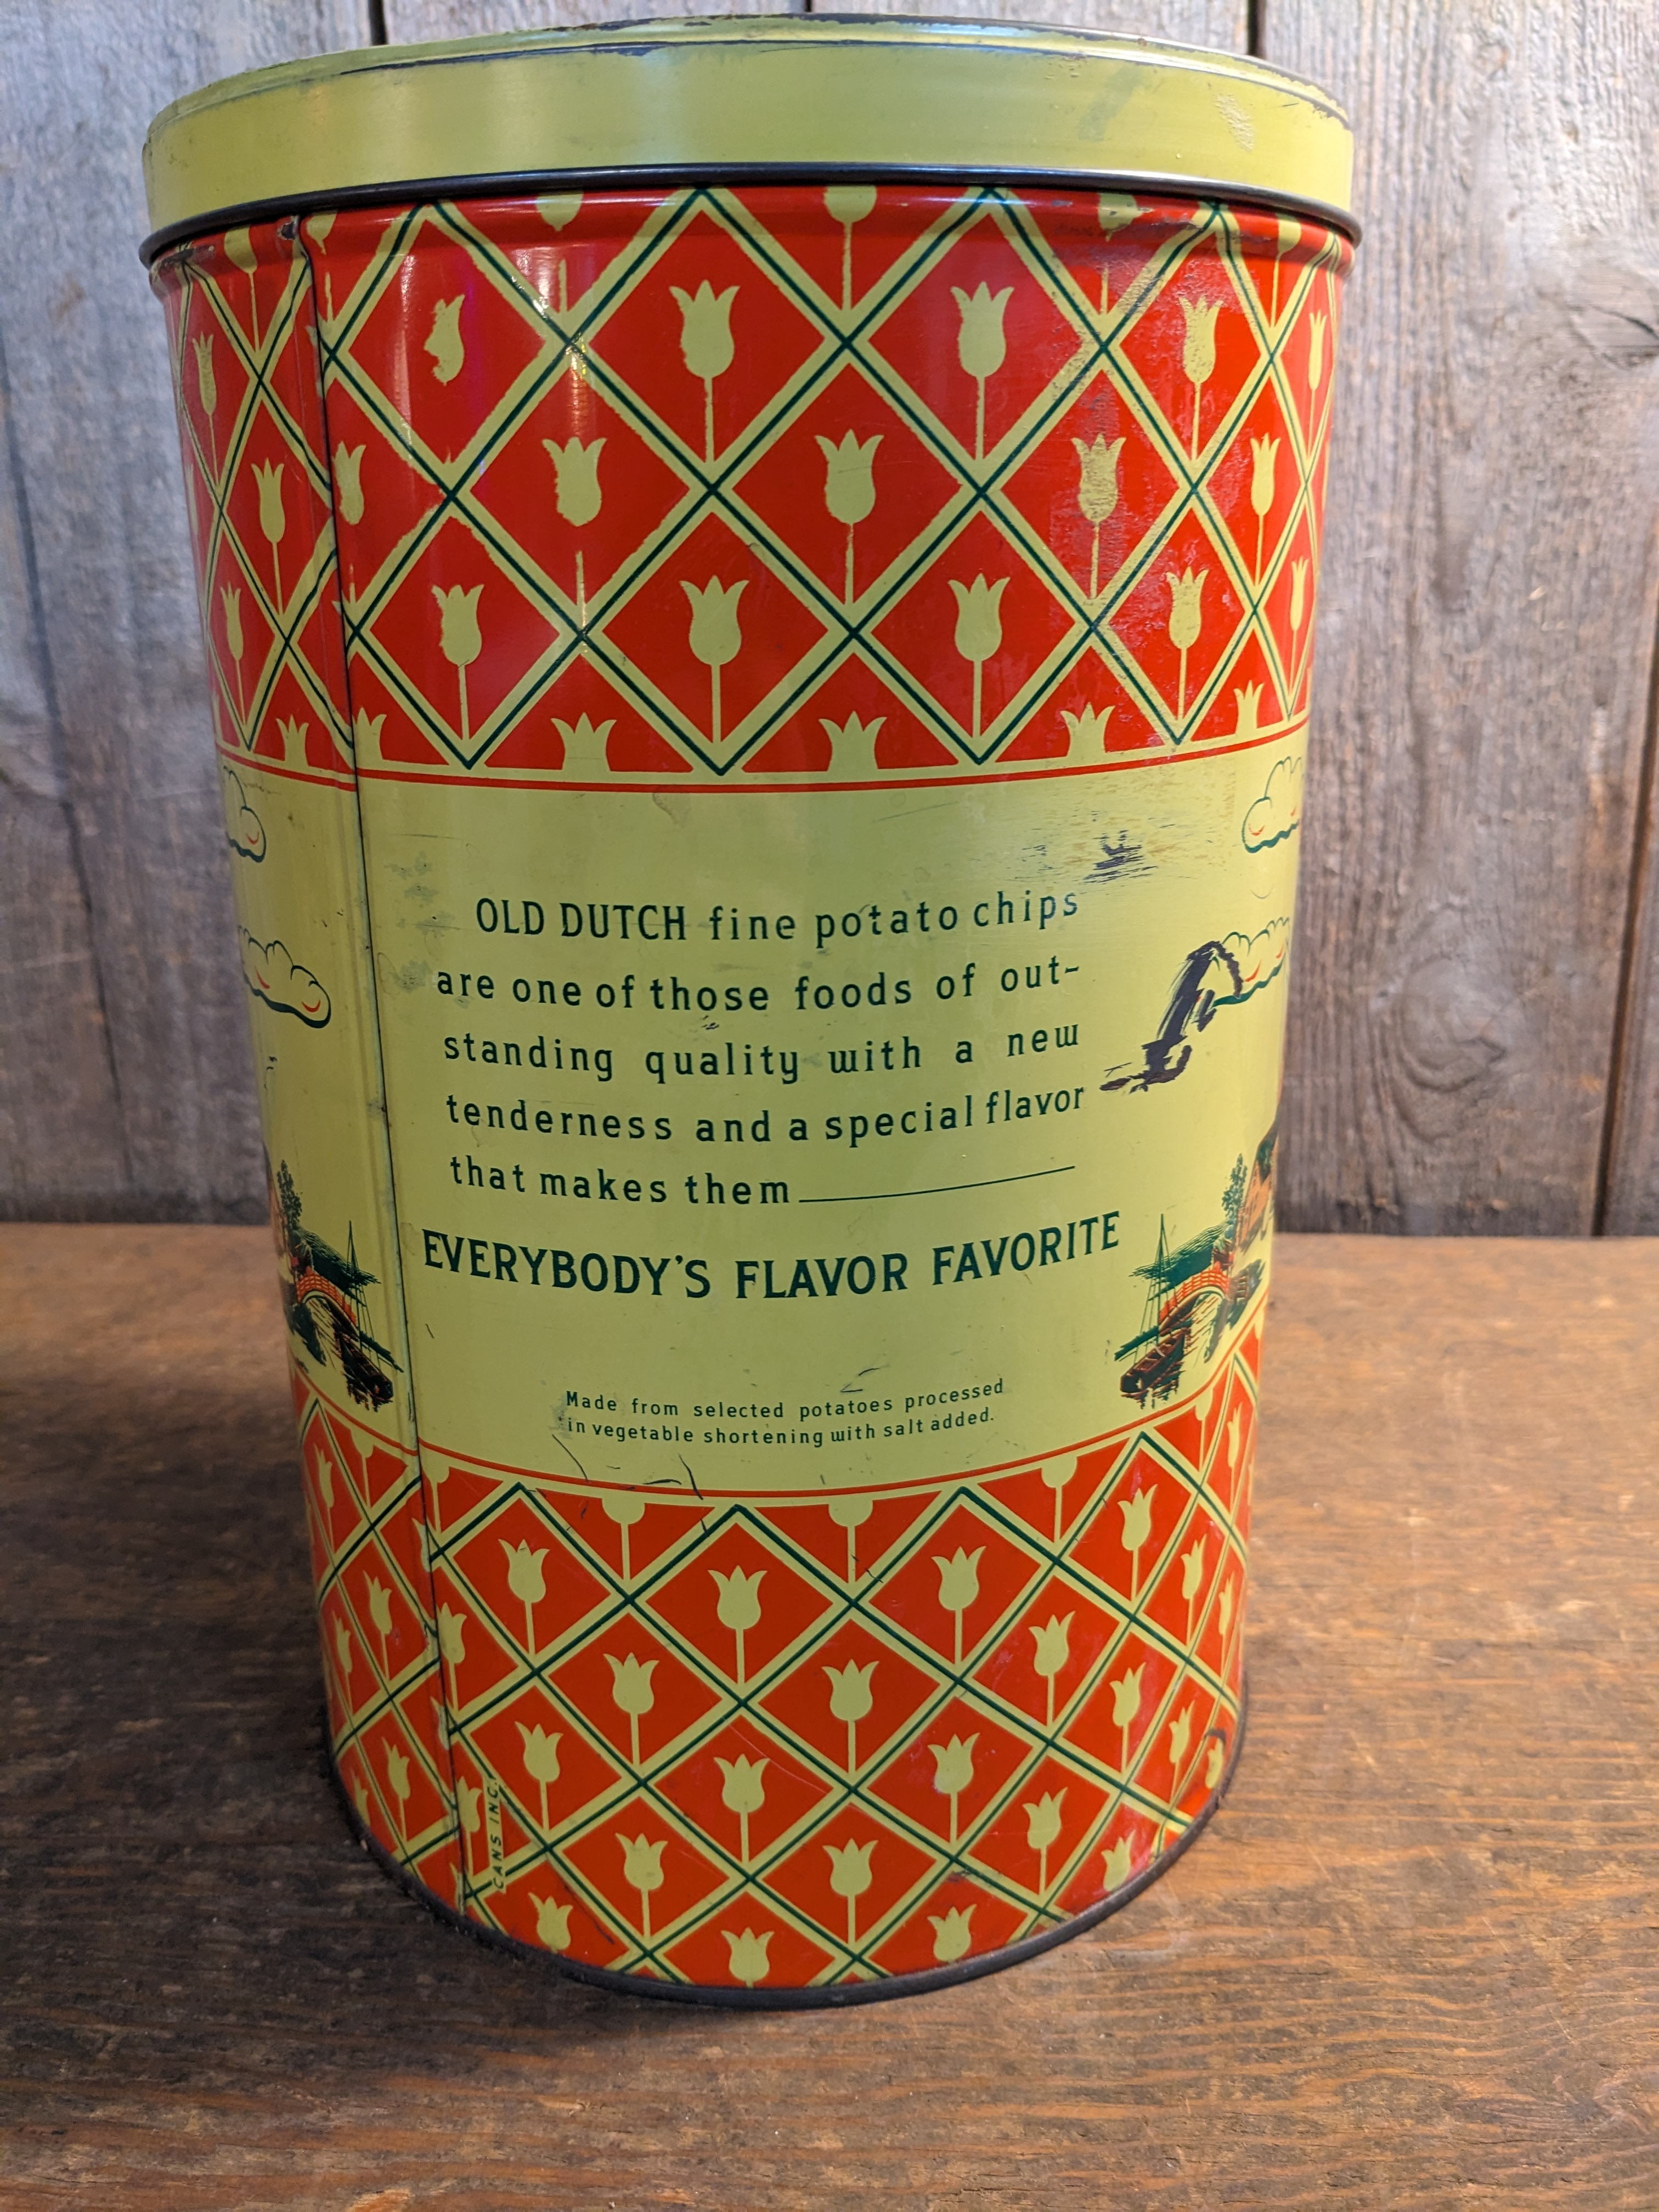 OLD DUTCH fine potato chips
are one of those foods of out-
standing quality with a new
tenderness and a special flavor
that makes them
EVERYBODY'S FLAVOR FAVORITE
Made from selected potatoes processed
in vegetable shortening with salt added.
CANS INC.